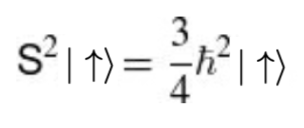 S²|↑⟩ = 3/4 ℏ²|↑⟩